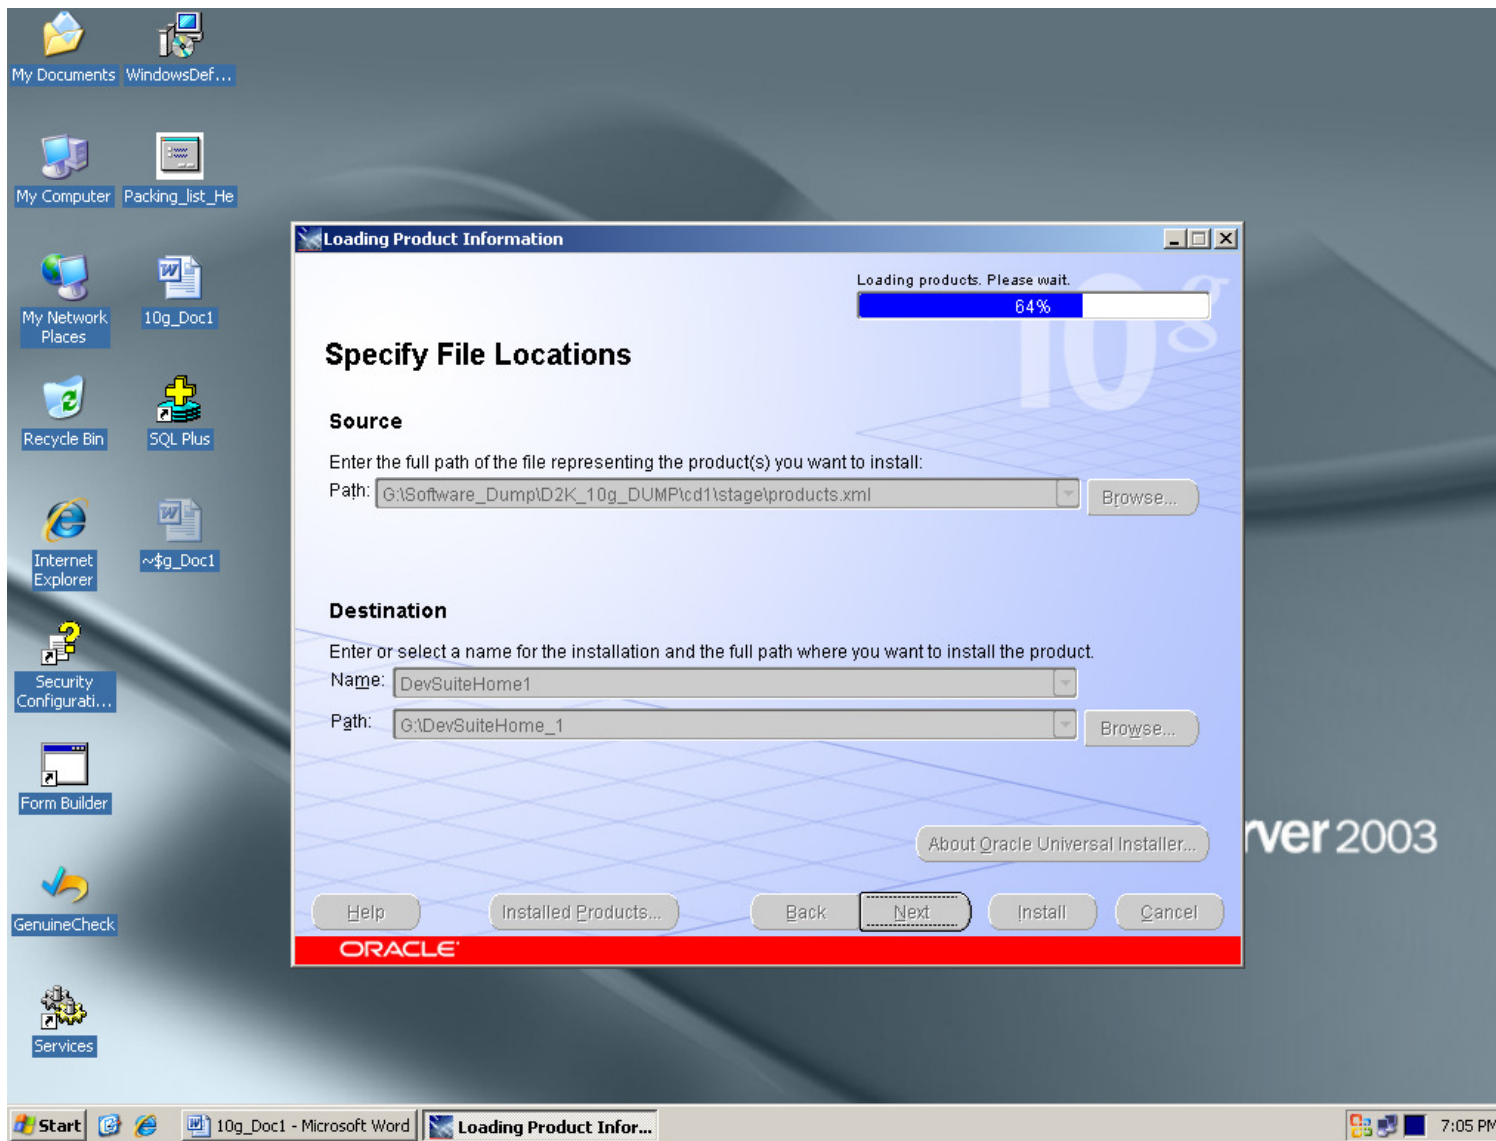 My Documents
WindowsDef...
My Computer
Packing_list_He
My Network
Places
10g_Doc1
Recycle Bin
SQL Plus
Internet
Explorer
~$g_Doc1
Security
Configurati...
Form Builder
GenuineCheck
Services
Loading Product Information
Loading products. Please wait.
64%
10g
Specify File Locations
Source
Enter the full path of the file representing the product(s) you want to install:
Path: G:\Software_Dump\D2K_10g_DUMP\cd1\stage\products.xml Browse...
Destination
Enter or select a name for the installation and the full path where you want to install the product.
Name: DevSuiteHome1
Path: G:\DevSuiteHome_1 Browse...
About Oracle Universal Installer...
Help Installed Products... Back Next Install Cancel
ORACLE
rver 2003
Start 10g_Doc1 - Microsoft Word Loading Product Infor... 7:05 PM